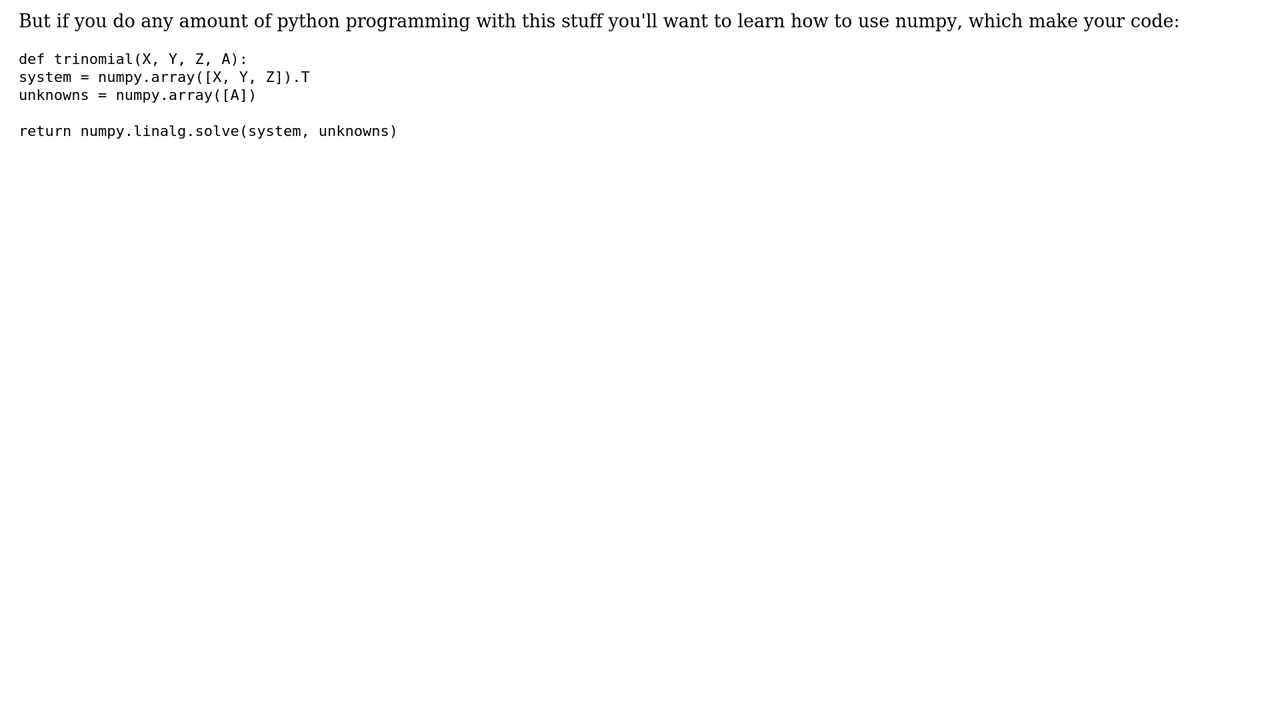 But if you do any amount of python programming with this stuff you'll want to learn how to use numpy, which make your code:
def trinomial(X, Y, Z, A):
system = numpy.array([X, Y, Z]).T
unknowns = numpy.array([A])
return numpy.linalg.solve(system, unknowns)